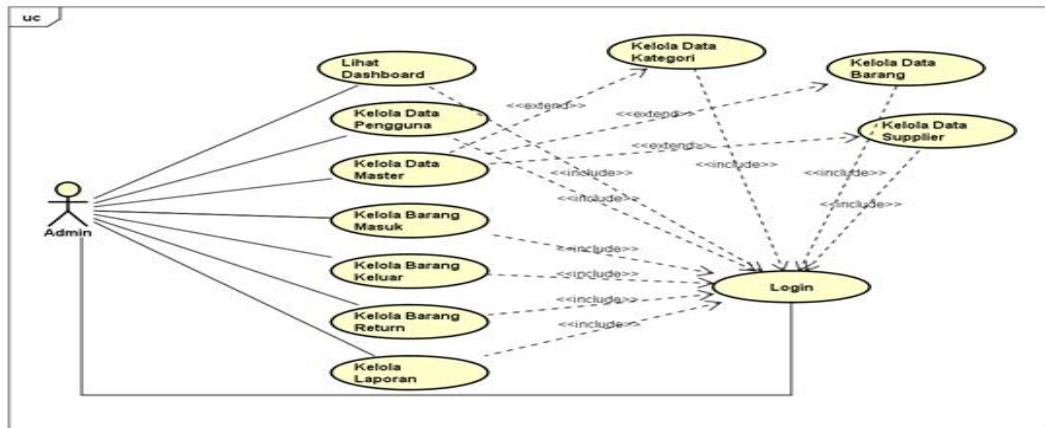 uc
Lihat
Dashboard
Kelola Data
Kategori
Kelola Data
Barang
Kelola Data
Pengguna
<<extend>>
<<extend>>
Kelola Data
Supplier
Kelola Data
Master
<<extend>>
<<include>>
<<include>>
<<include>>
<<include>>
<<include>>
Admin
Kelola Barang
Masuk
<<include>>
Kelola Barang
Keluar
<<include>>
Login
Kelola Barang
Return
<<include>>
<<include>>
Kelola
Laporan